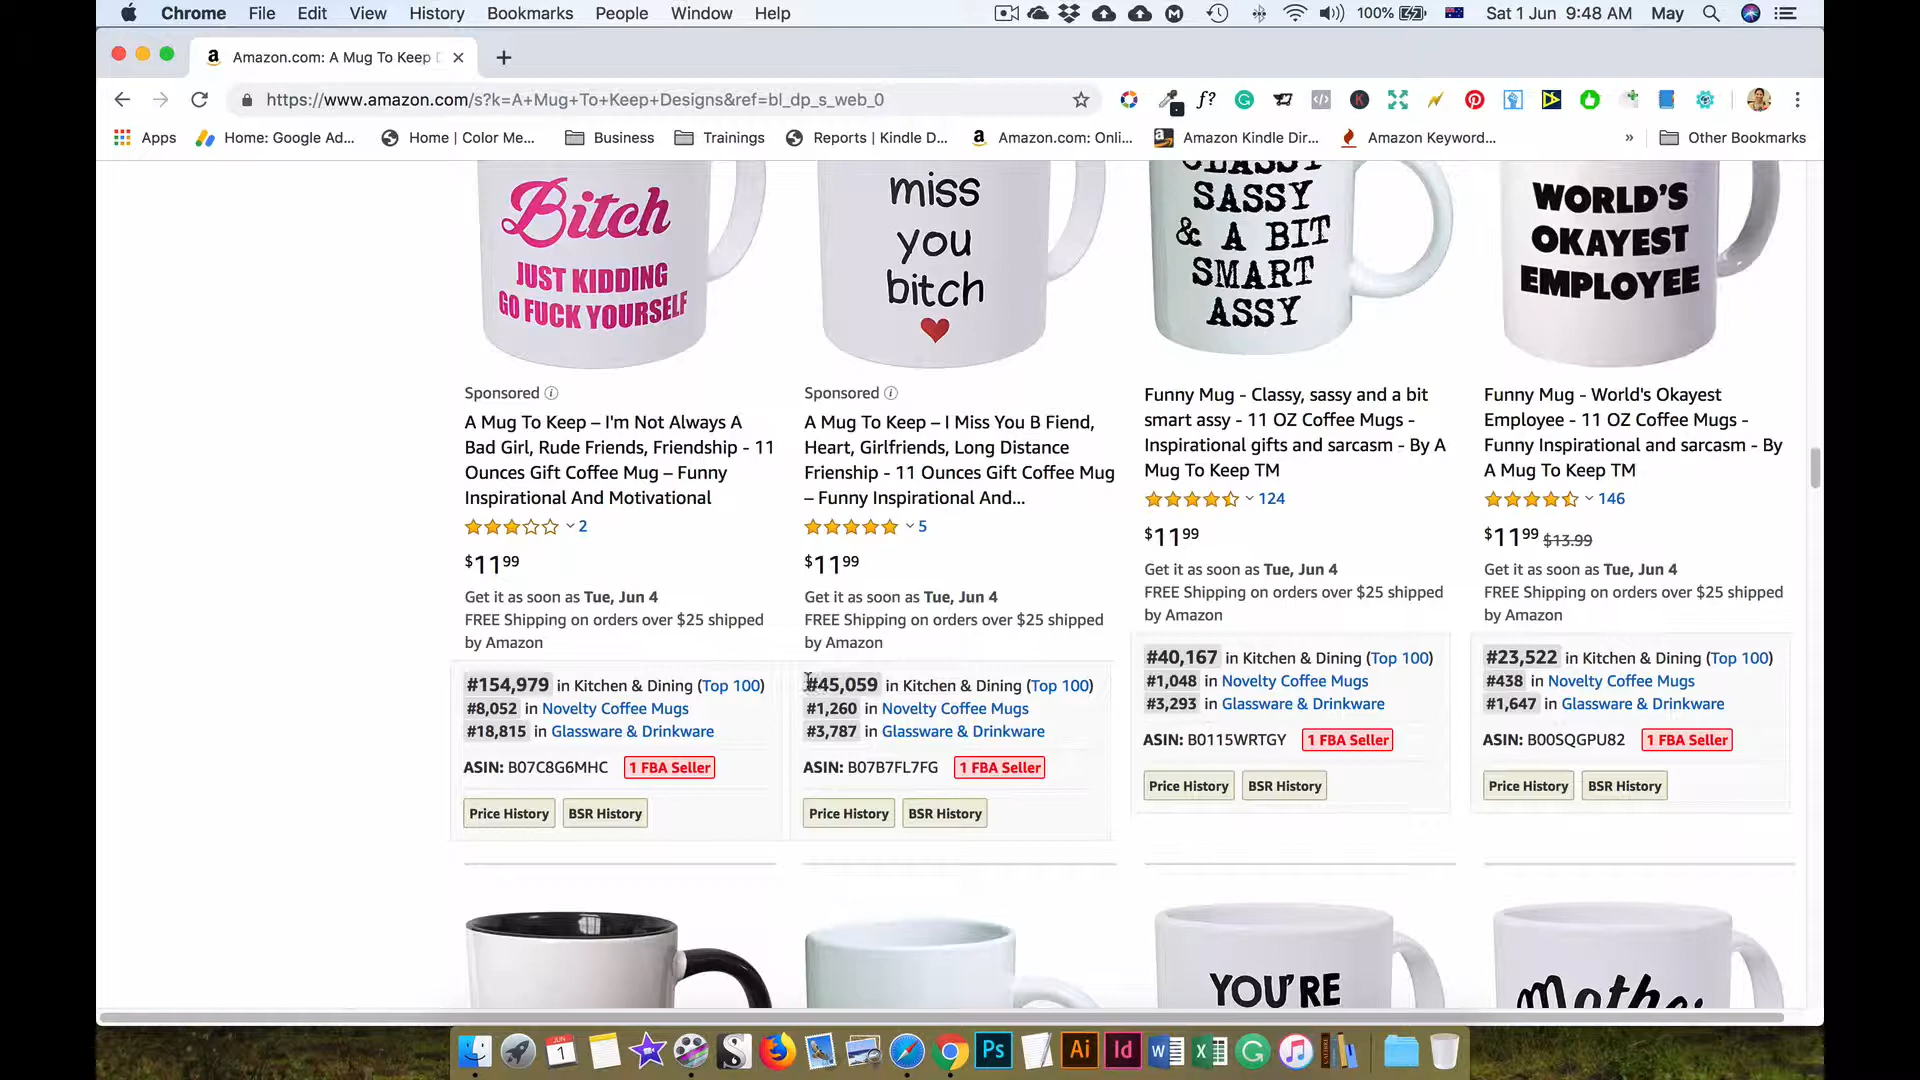 Chrome File Edit View History Bookmarks People Window Help 100% Sat 1 Jun 9:48 AM May
Amazon.com: A Mug To Keep D
https://www.amazon.com/s?k=A+Mug+To+Keep+Designs&ref=bl_dp_s_web_0
Apps Home: Google Ad... Home | Color Me... Business Trainings Reports | Kindle D... Amazon.com: Onli... Amazon Kindle Dir... Amazon Keyword... » Other Bookmarks
Bitch
JUST KIDDING
GO FUCK YOURSELF
miss
you
bitch
CLASSY
SASSY
& A BIT
SMART
ASSY
WORLD'S
OKAYEST
EMPLOYEE
Sponsored
A Mug To Keep – I'm Not Always A
Bad Girl, Rude Friends, Friendship - 11
Ounces Gift Coffee Mug – Funny
Inspirational And Motivational
2
$11 99
Get it as soon as Tue, Jun 4
FREE Shipping on orders over $25 shipped
by Amazon
#154,979 in Kitchen & Dining (Top 100)
#8,052 in Novelty Coffee Mugs
#18,815 in Glassware & Drinkware
ASIN: B07C8G6MHC 1 FBA Seller
Price History BSR History
Sponsored
A Mug To Keep – I Miss You B Fiend,
Heart, Girlfriends, Long Distance
Frienship - 11 Ounces Gift Coffee Mug
– Funny Inspirational And...
5
$11 99
Get it as soon as Tue, Jun 4
FREE Shipping on orders over $25 shipped
by Amazon
#45,059 in Kitchen & Dining (Top 100)
#1,260 in Novelty Coffee Mugs
#3,787 in Glassware & Drinkware
ASIN: B07B7FL7FG 1 FBA Seller
Price History BSR History
Funny Mug - Classy, sassy and a bit
smart assy - 11 OZ Coffee Mugs -
Inspirational gifts and sarcasm - By A
Mug To Keep TM
124
$11 99
Get it as soon as Tue, Jun 4
FREE Shipping on orders over $25 shipped
by Amazon
#40,167 in Kitchen & Dining (Top 100)
#1,048 in Novelty Coffee Mugs
#3,293 in Glassware & Drinkware
ASIN: B0115WRTGY 1 FBA Seller
Price History BSR History
Funny Mug - World's Okayest
Employee - 11 OZ Coffee Mugs -
Funny Inspirational and sarcasm - By
A Mug To Keep TM
146
$11 99 $13.99
Get it as soon as Tue, Jun 4
FREE Shipping on orders over $25 shipped
by Amazon
#23,522 in Kitchen & Dining (Top 100)
#438 in Novelty Coffee Mugs
#1,647 in Glassware & Drinkware
ASIN: B00SQGPU82 1 FBA Seller
Price History BSR History
YOU'RE
Mothe
JUN 1 Ps Ai Id W X